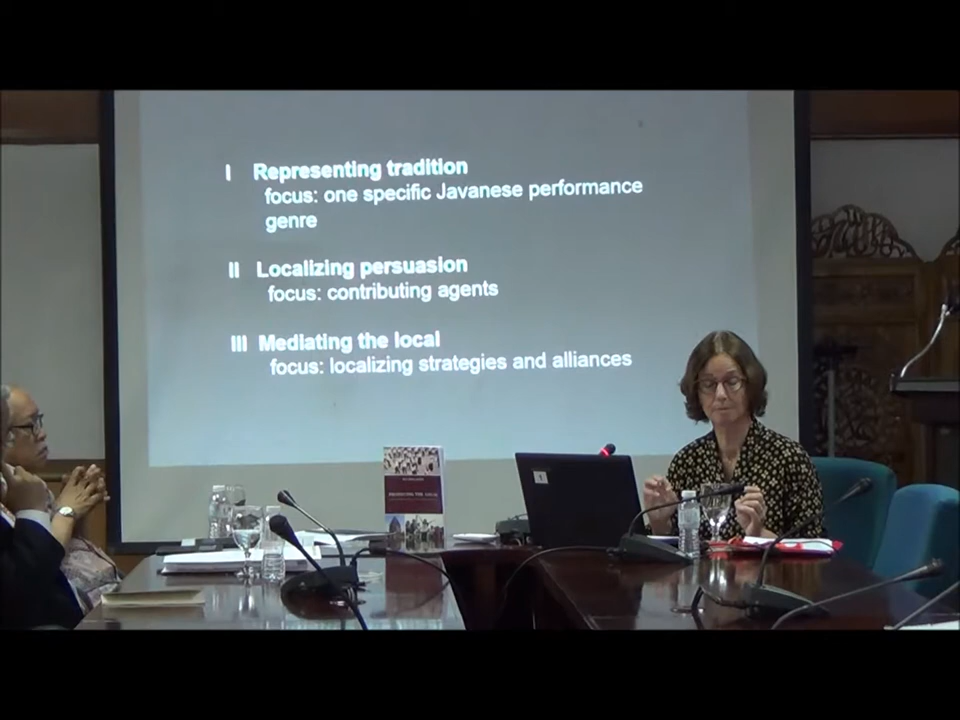 I Representing tradition
focus: one specific Javanese performance
genre
II Localizing persuasion
focus: contributing agents
III Mediating the local
focus: localizing strategies and alliances
1